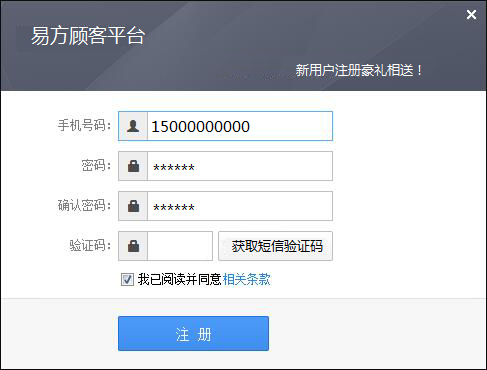 易方顾客平台
新用户注册豪礼相送！
手机号码： 15000000000
密码： ******
确认密码： ******
验证码： 获取短信验证码
我已阅读并同意相关条款
注 册